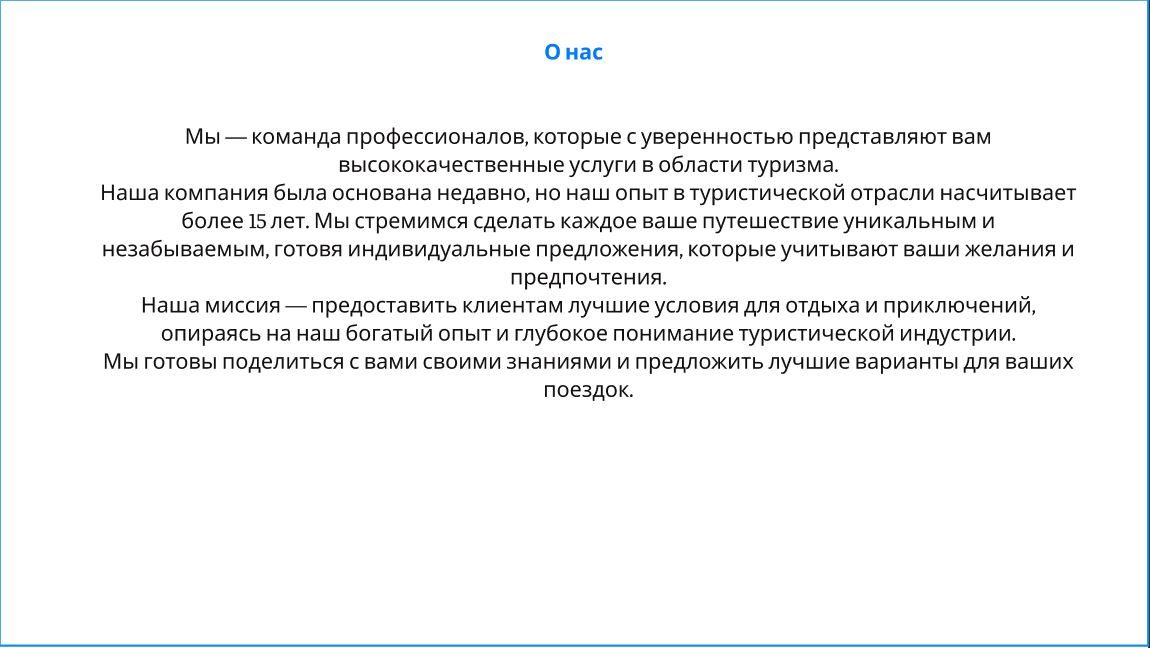 О нас
Мы — команда профессионалов, которые с уверенностью представляют вам
высококачественные услуги в области туризма.
Наша компания была основана недавно, но наш опыт в туристической отрасли насчитывает
более 15 лет. Мы стремимся сделать каждое ваше путешествие уникальным и
незабываемым, готовя индивидуальные предложения, которые учитывают ваши желания и
предпочтения.
Наша миссия — предоставить клиентам лучшие условия для отдыха и приключений,
опираясь на наш богатый опыт и глубокое понимание туристической индустрии.
Мы готовы поделиться с вами своими знаниями и предложить лучшие варианты для ваших
поездок.